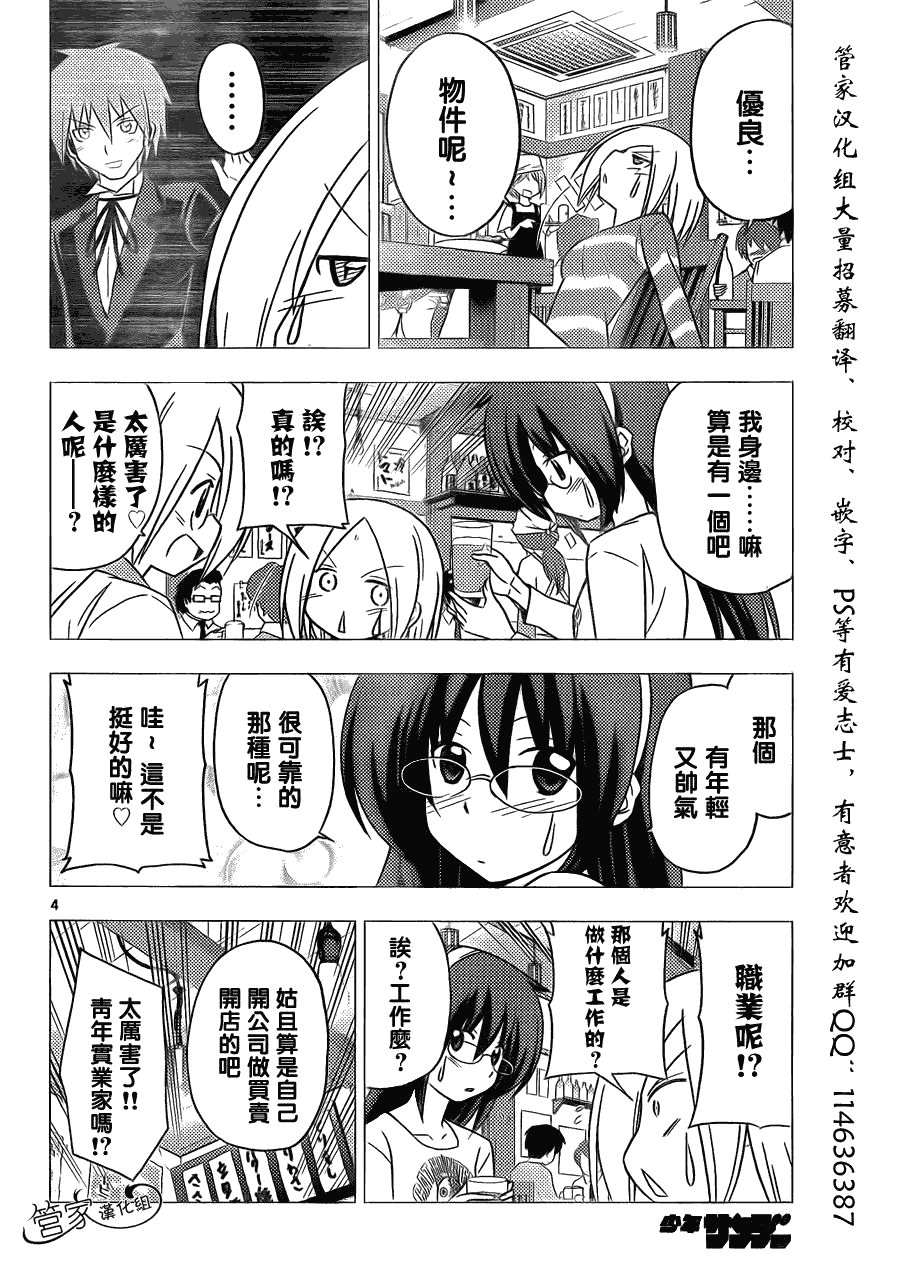 優良…
物件呢～…
……
我身邊……嘛
算是有一個吧
誒!?
真的嗎!?
太厲害了♡
是什麼樣的
人呢——?
那個
有年輕
又帥氣
很可靠的
那種呢…
哇～這不是
挺好的嘛♡
4
職業呢!?
那個人是
做什麼工作的?
誒?工作麼?
姑且算是自己
開公司做買賣
開店的吧
太厲害了!!
青年實業家嗎!?
管家汉化组大量招募翻译、校对、嵌字、PS等有爱志士，有意者欢迎加群QQ：114636387
管家
漢化組
少年サンデー